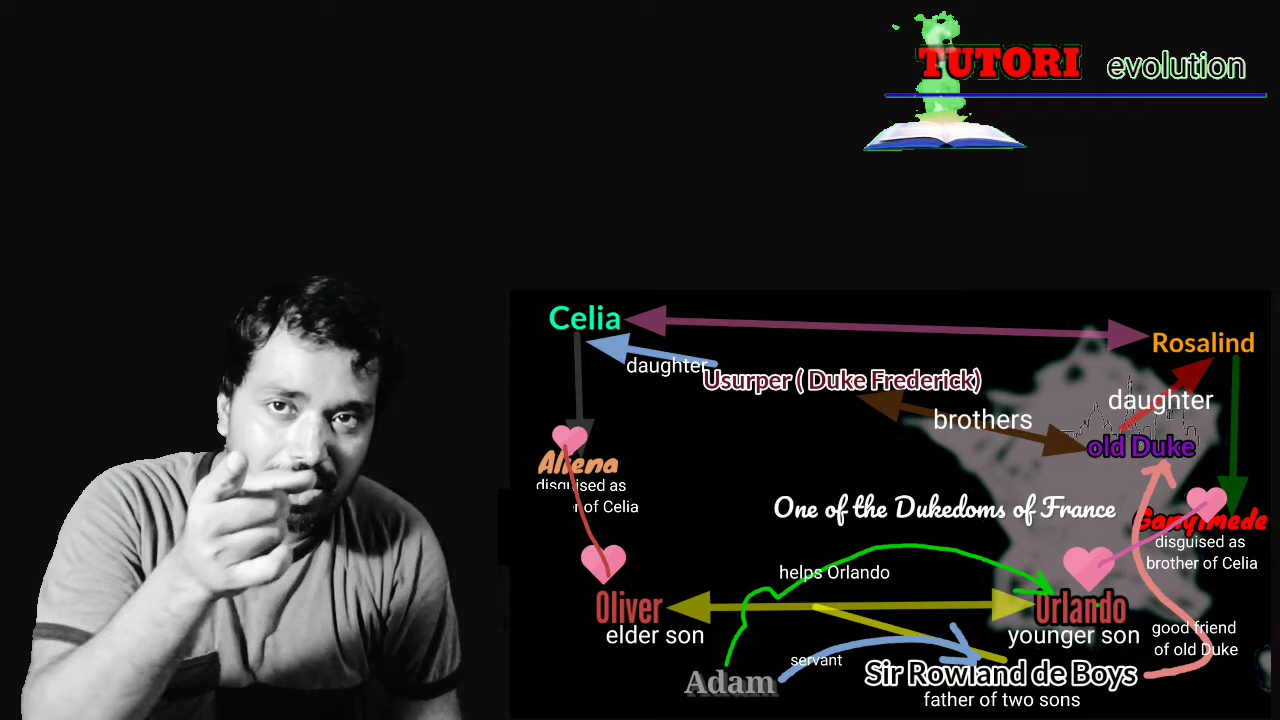 TUTORI evolution
Celia
Rosalind
daughter
Usurper ( Duke Frederick)
daughter
brothers
old Duke
Aliena
disguised as
of Celia
One of the Dukedoms of France
Ganymede
disguised as
brother of Celia
helps Orlando
Oliver
Urlando
elder son
younger son
good friend
of old Duke
servant
Adam
Sir Rowland de Boys
father of two sons